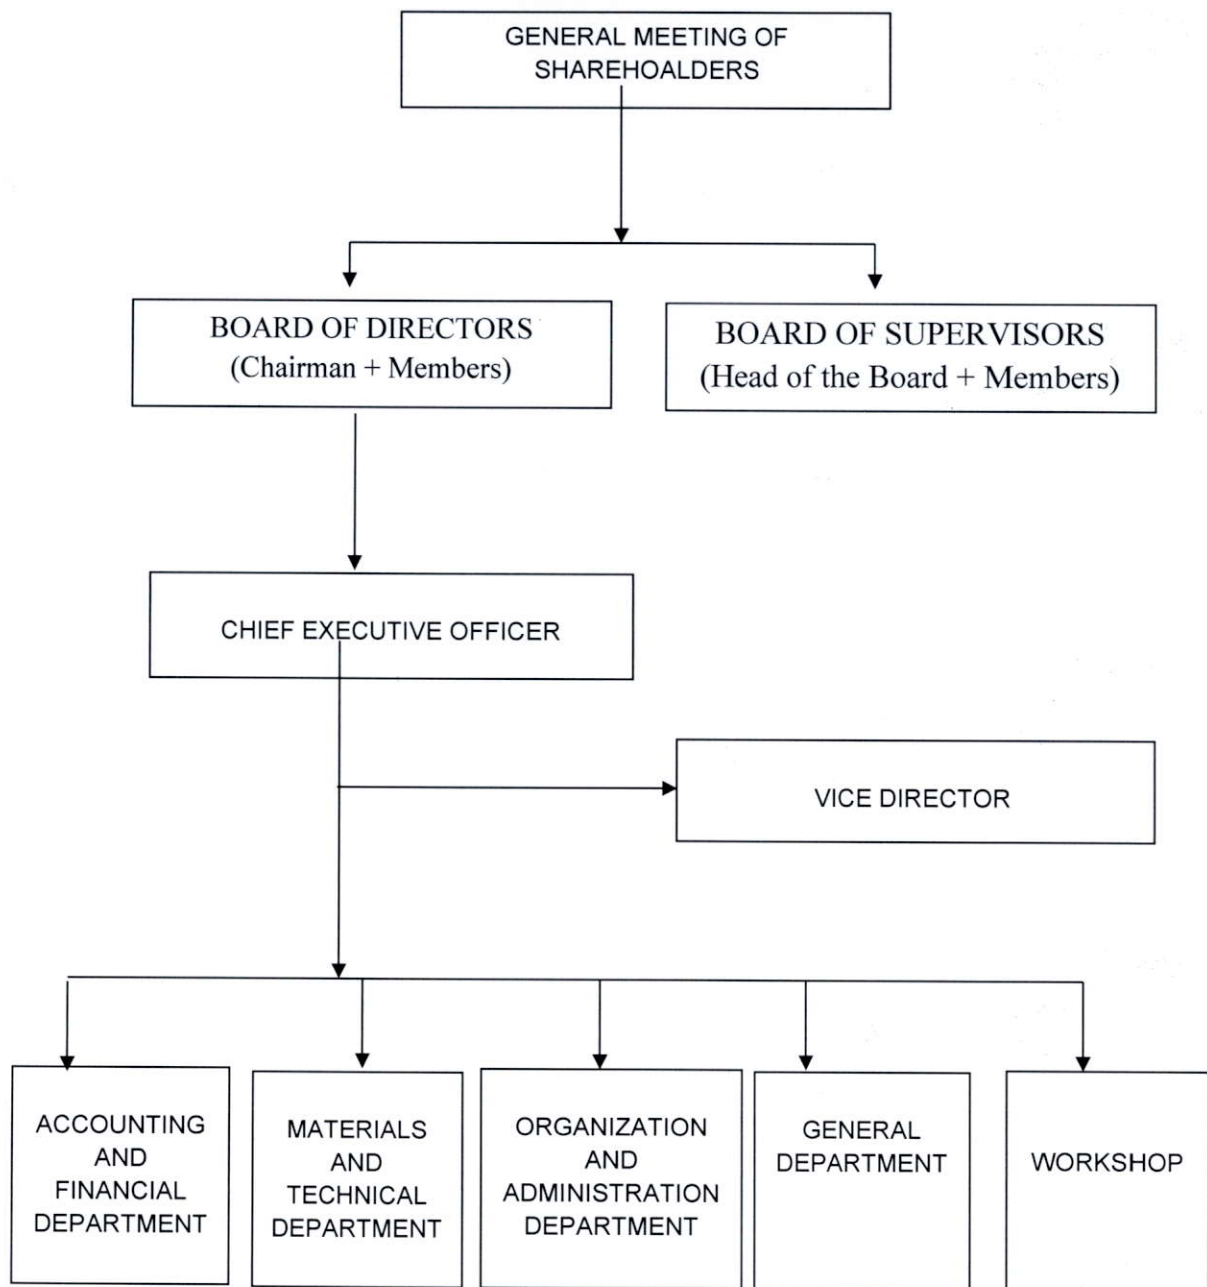 GENERAL MEETING OF
SHAREHOALDERS
BOARD OF DIRECTORS
(Chairman + Members)
BOARD OF SUPERVISORS
(Head of the Board + Members)
CHIEF EXECUTIVE OFFICER
VICE DIRECTOR
ACCOUNTING
AND
FINANCIAL
DEPARTMENT
MATERIALS
AND
TECHNICAL
DEPARTMENT
ORGANIZATION
AND
ADMINISTRATION
DEPARTMENT
GENERAL
DEPARTMENT
WORKSHOP